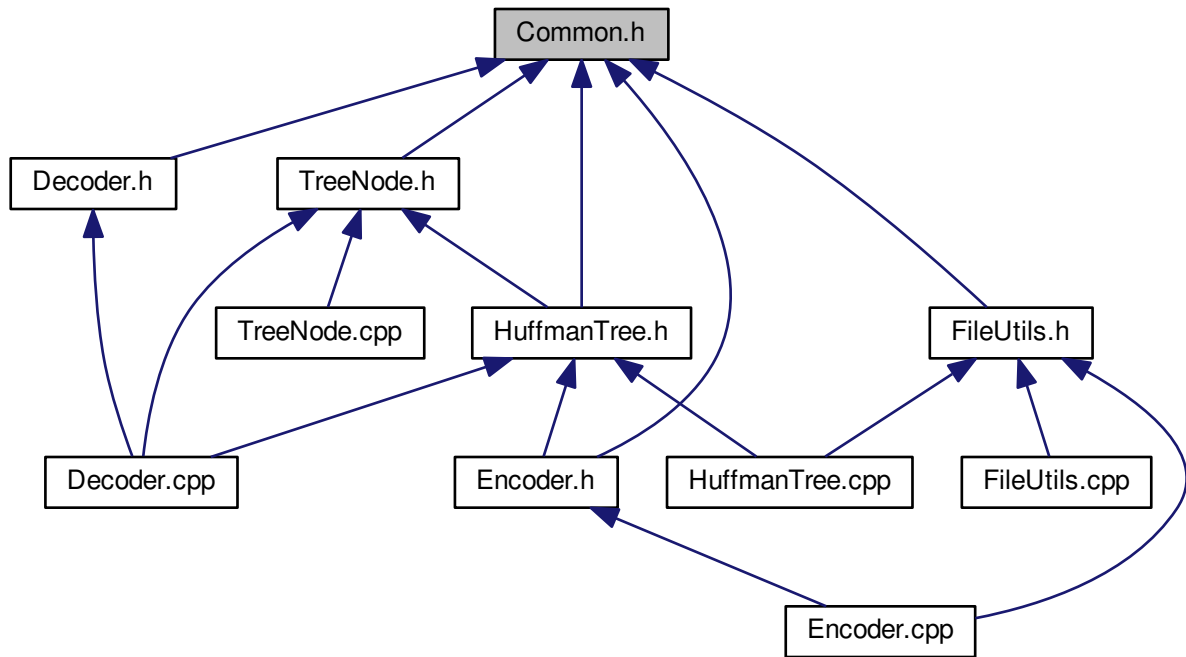 Common.h
Decoder.h
TreeNode.h
TreeNode.cpp
HuffmanTree.h
FileUtils.h
Decoder.cpp
Encoder.h
HuffmanTree.cpp
FileUtils.cpp
Encoder.cpp